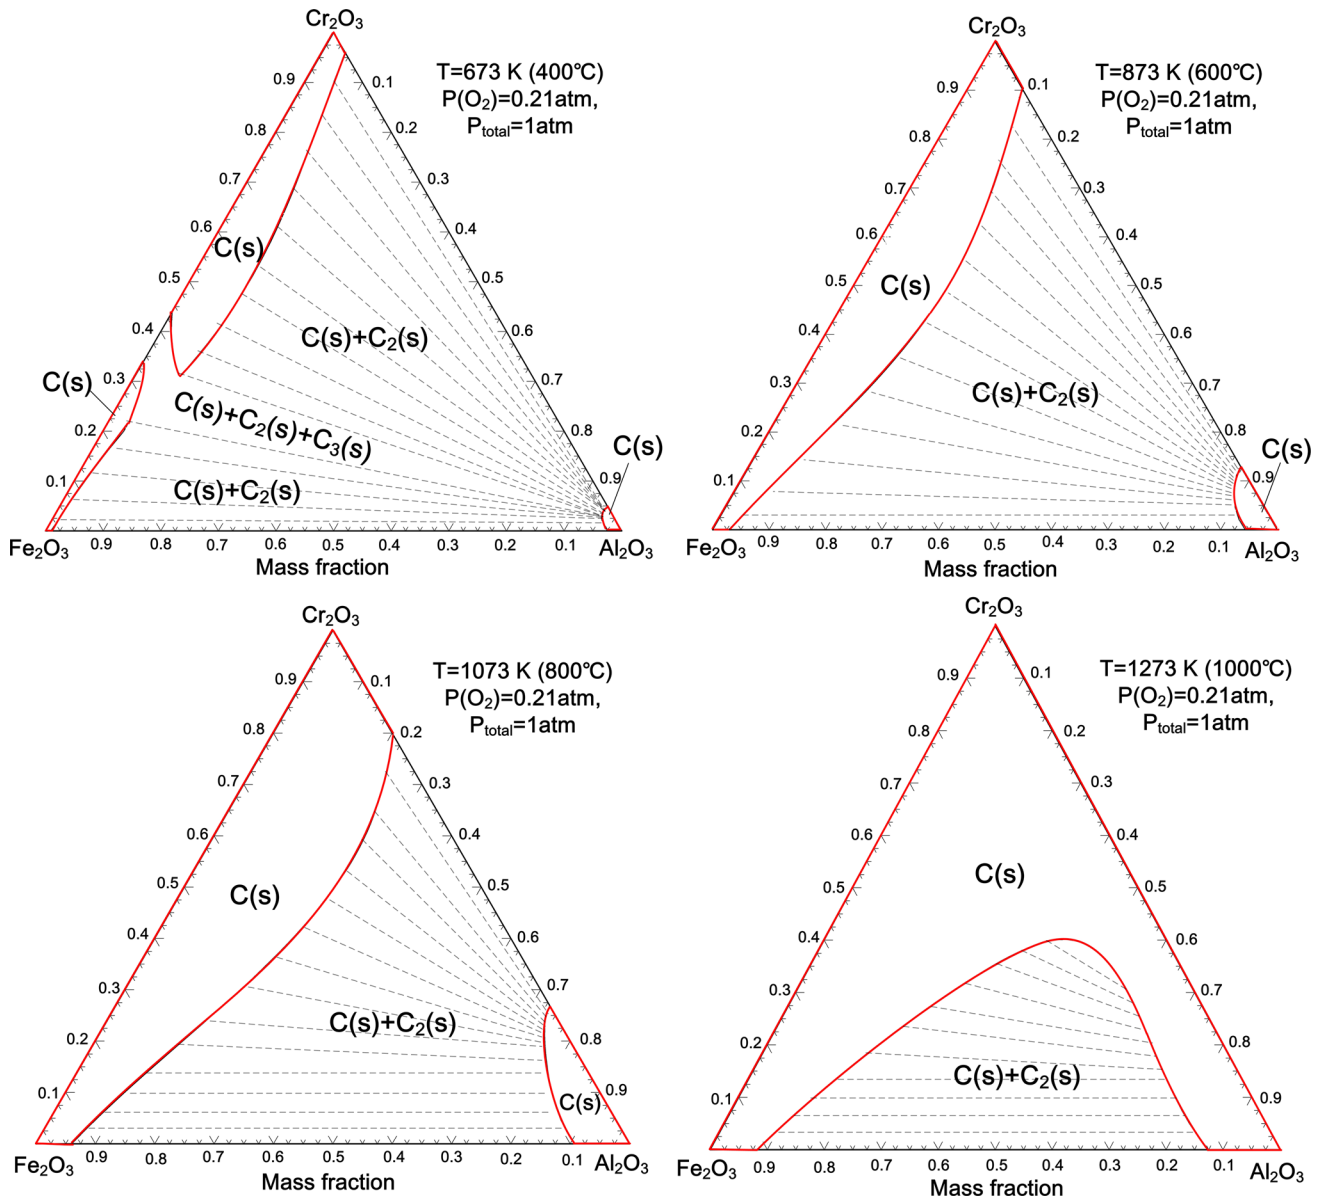 Cr₂O₃
T=673 K (400℃)
P(O₂)=0.21atm,
Pₜₒₜₐₗ=1atm
0.9
0.8
0.7
0.6
0.5
0.4
0.3
0.2
0.1
0.1
0.2
0.3
0.4
0.5
0.6
0.7
0.8
0.9
C(s)
C(s)+C₂(s)
C(s)
C(s)+C₂(s)+C₃(s)
C(s)+C₂(s)
C(s)
Fe₂O₃
0.9 0.8 0.7 0.6 0.5 0.4 0.3 0.2 0.1
Al₂O₃
Mass fraction
Cr₂O₃
T=873 K (600℃)
P(O₂)=0.21atm,
Pₜₒₜₐₗ=1atm
0.9
0.8
0.7
0.6
0.5
0.4
0.3
0.2
0.1
0.1
0.2
0.3
0.4
0.5
0.6
0.7
0.8
0.9
C(s)
C(s)+C₂(s)
C(s)
Fe₂O₃
0.9 0.8 0.7 0.6 0.5 0.4 0.3 0.2 0.1
Al₂O₃
Mass fraction
Cr₂O₃
T=1073 K (800℃)
P(O₂)=0.21atm,
Pₜₒₜₐₗ=1atm
0.9
0.8
0.7
0.6
0.5
0.4
0.3
0.2
0.1
0.1
0.2
0.3
0.4
0.5
0.6
0.7
0.8
0.9
C(s)
C(s)+C₂(s)
C(s)
Fe₂O₃
0.9 0.8 0.7 0.6 0.5 0.4 0.3 0.2 0.1
Al₂O₃
Mass fraction
Cr₂O₃
T=1273 K (1000℃)
P(O₂)=0.21atm,
Pₜₒₜₐₗ=1atm
0.9
0.8
0.7
0.6
0.5
0.4
0.3
0.2
0.1
0.1
0.2
0.3
0.4
0.5
0.6
0.7
0.8
0.9
C(s)
C(s)+C₂(s)
Fe₂O₃
0.9 0.8 0.7 0.6 0.5 0.4 0.3 0.2 0.1
Al₂O₃
Mass fraction